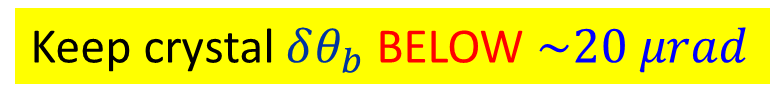 Keep crystal δθ_b BELOW ~20 μrad